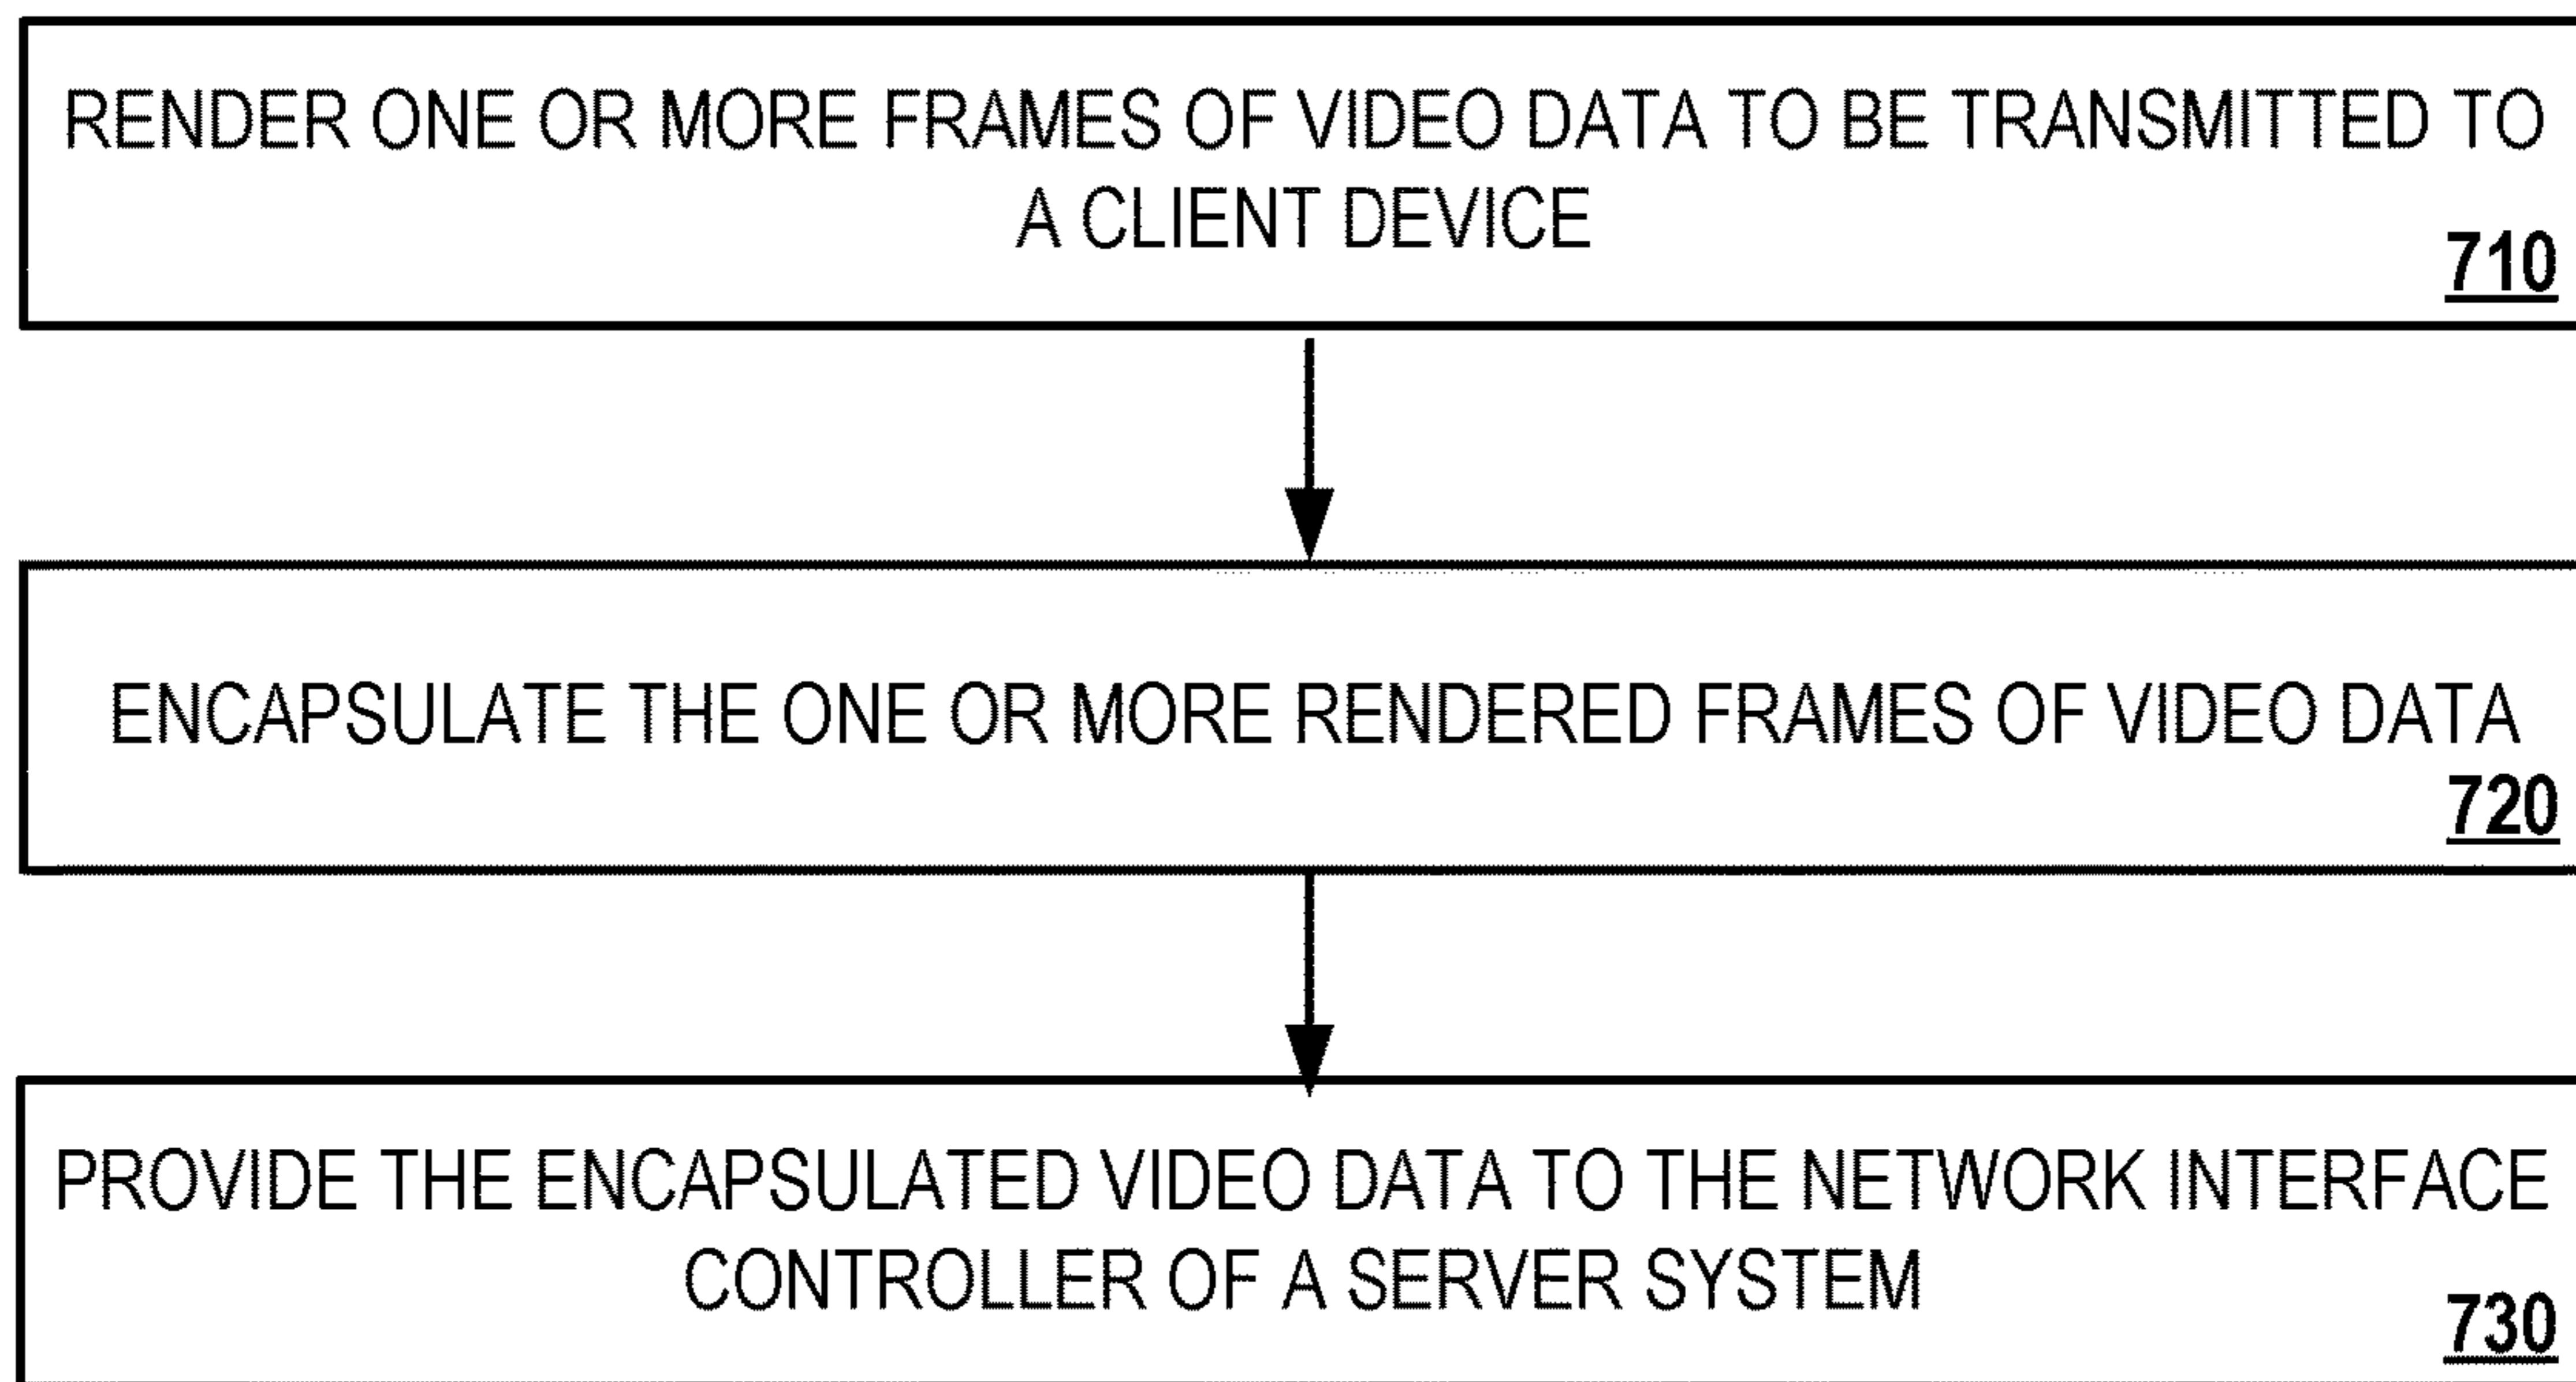 RENDER ONE OR MORE FRAMES OF VIDEO DATA TO BE TRANSMITTED TO
A CLIENT DEVICE
710
ENCAPSULATE THE ONE OR MORE RENDERED FRAMES OF VIDEO DATA
720
PROVIDE THE ENCAPSULATED VIDEO DATA TO THE NETWORK INTERFACE
CONTROLLER OF A SERVER SYSTEM
730